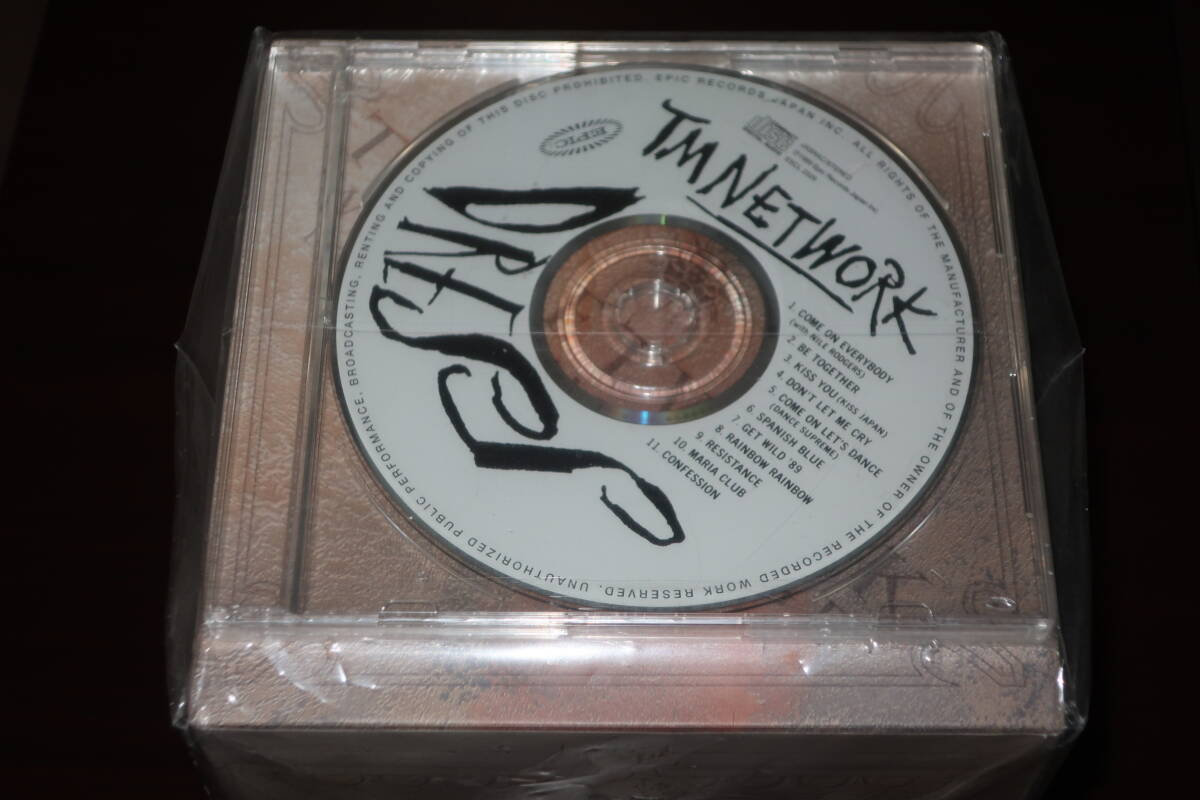 BROADCASTING, RENTING AND COPYING OF THIS DISC PROHIBITED. EPIC RECORDS JAPAN INC. ALL RIGHTS OF THE MANUFACTURER AND OF THE OWNER OF THE RECORDED WORK RESERVED. UNAUTHORIZED PUBLIC PERFORMANCE,
EPIC
TM NETWORK
DRESS
1. COME ON EVERYBODY
(with NILE RODGERS)
2. BE TOGETHER
3. KISS YOU (KISS JAPAN)
4. DON'T LET ME CRY
5. COME ON LET'S DANCE
(DANCE SUPREME)
6. SPANISH BLUE
7. GET WILD '89
8. RAINBOW RAINBOW
9. RESISTANCE
10. MARIA CLUB
11. CONFESSION